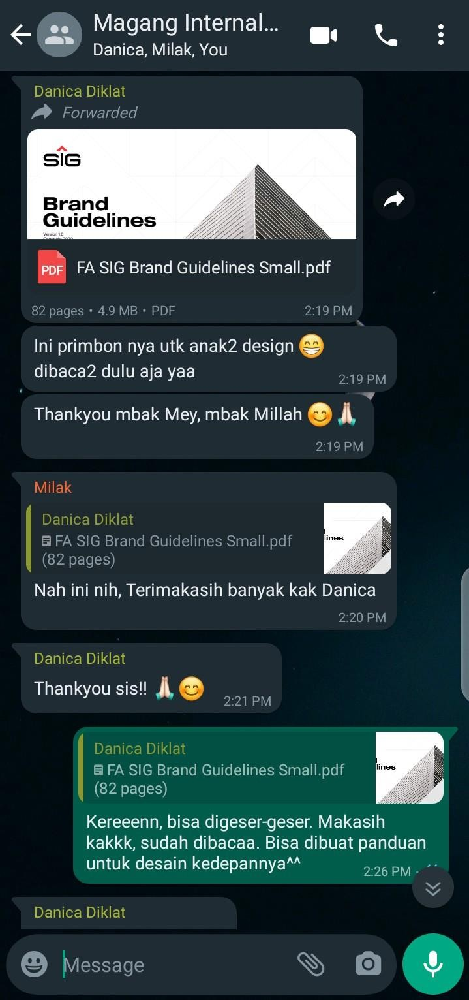 Magang Internal...
Danica, Milak, You
Danica Diklat
Forwarded
SIG
Brand
Guidelines
Version 1.0
Copyright 2020
PDF
FA SIG Brand Guidelines Small.pdf
82 pages • 4.9 MB • PDF
2:19 PM
Ini primbon nya utk anak2 design 😁
dibaca2 dulu aja yaa
2:19 PM
Thankyou mbak Mey, mbak Millah 😊🙏🏻
2:19 PM
Milak
Danica Diklat
FA SIG Brand Guidelines Small.pdf
(82 pages)
lines
Nah ini nih, Terimakasih banyak kak Danica
2:20 PM
Danica Diklat
Thankyou sis!! 🙏🏻😊
2:21 PM
Danica Diklat
FA SIG Brand Guidelines Small.pdf
(82 pages)
lines
Kereeenn, bisa digeser-geser. Makasih
kakkk, sudah dibacaa. Bisa dibuat panduan
untuk desain kedepannya^^
2:26 PM
Danica Diklat
Message